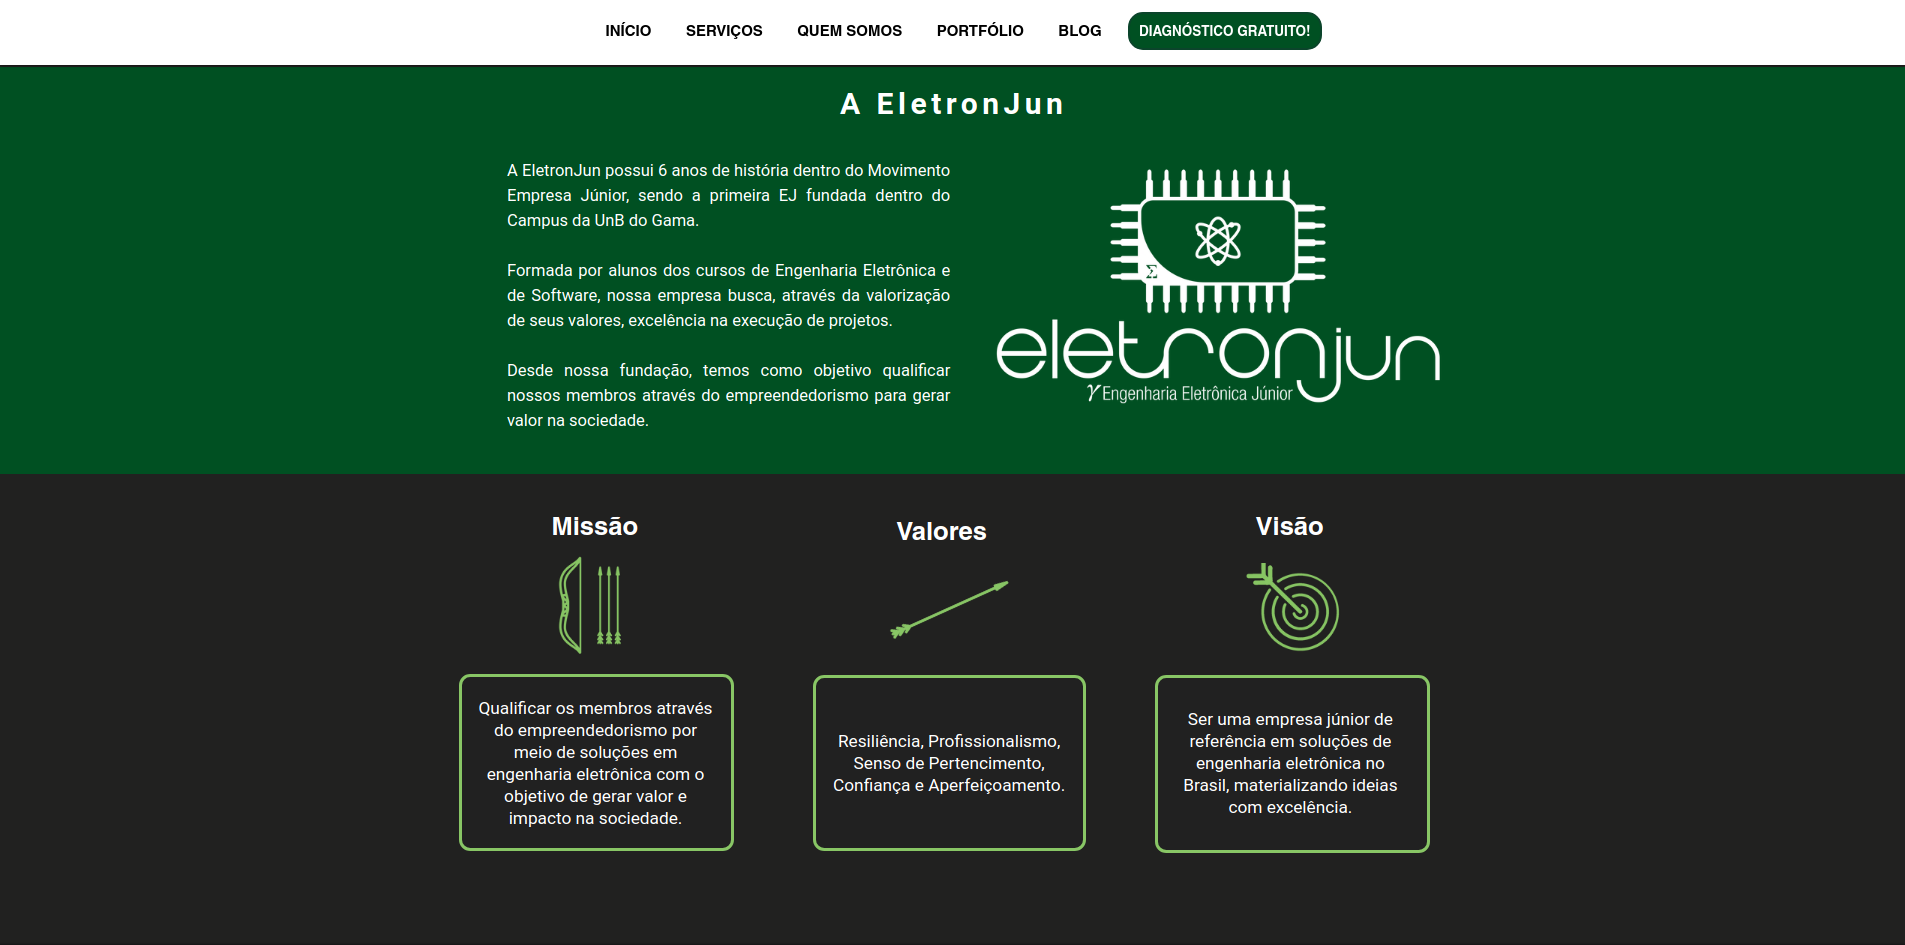 INÍCIO SERVIÇOS QUEM SOMOS PORTFÓLIO BLOG DIAGNÓSTICO GRATUITO!
A EletronJun
A EletronJun possui 6 anos de história dentro do Movimento
Empresa Júnior, sendo a primeira EJ fundada dentro do
Campus da UnB do Gama.
Formada por alunos dos cursos de Engenharia Eletrônica e
de Software, nossa empresa busca, através da valorização
de seus valores, excelência na execução de projetos.
Desde nossa fundação, temos como objetivo qualificar
nossos membros através do empreendedorismo para gerar
valor na sociedade.
Σ
eletronjun
γ Engenharia Eletrônica Júnior
Missão
Qualificar os membros através
do empreendedorismo por
meio de soluções em
engenharia eletrônica com o
objetivo de gerar valor e
impacto na sociedade.
Valores
Resiliência, Profissionalismo,
Senso de Pertencimento,
Confiança e Aperfeiçoamento.
Visão
Ser uma empresa júnior de
referência em soluções de
engenharia eletrônica no
Brasil, materializando ideias
com excelência.